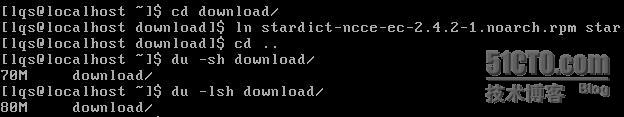 [lqs@localhost ~]$ cd download/
[lqs@localhost download]$ ln stardict-ncce-ec-2.4.2-1.noarch.rpm star
[lqs@localhost download]$ cd ..
[lqs@localhost ~]$ du -sh download/
70M     download/
[lqs@localhost ~]$ du -lsh download/
80M     download/
51CTO.com
技术博客 Blog